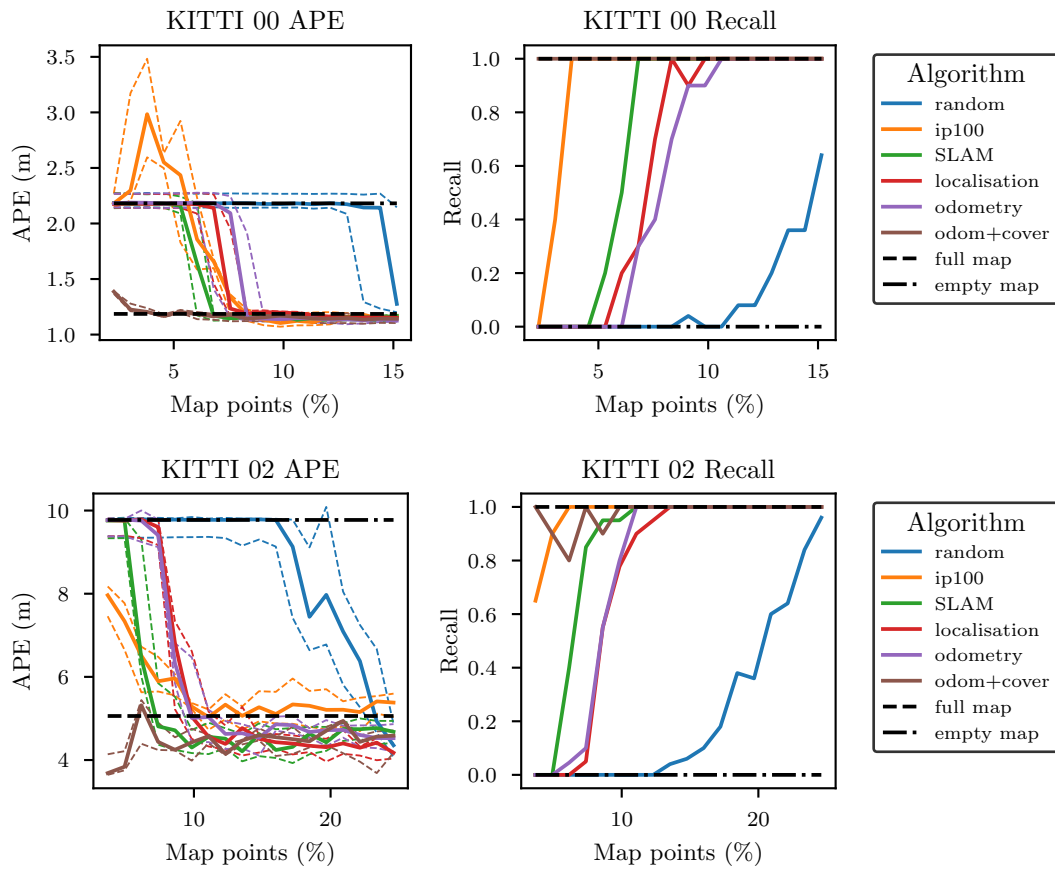 KITTI 00 APE
3.5
3.0
2.5
2.0
1.5
1.0
APE (m)
5
10
15
Map points (%)
KITTI 00 Recall
1.0
0.8
0.6
0.4
0.2
0.0
Recall
5
10
15
Map points (%)
Algorithm
random
ip100
SLAM
localisation
odometry
odom+cover
full map
empty map
KITTI 02 APE
10
8
6
4
APE (m)
10
20
Map points (%)
KITTI 02 Recall
1.0
0.8
0.6
0.4
0.2
0.0
Recall
10
20
Map points (%)
Algorithm
random
ip100
SLAM
localisation
odometry
odom+cover
full map
empty map